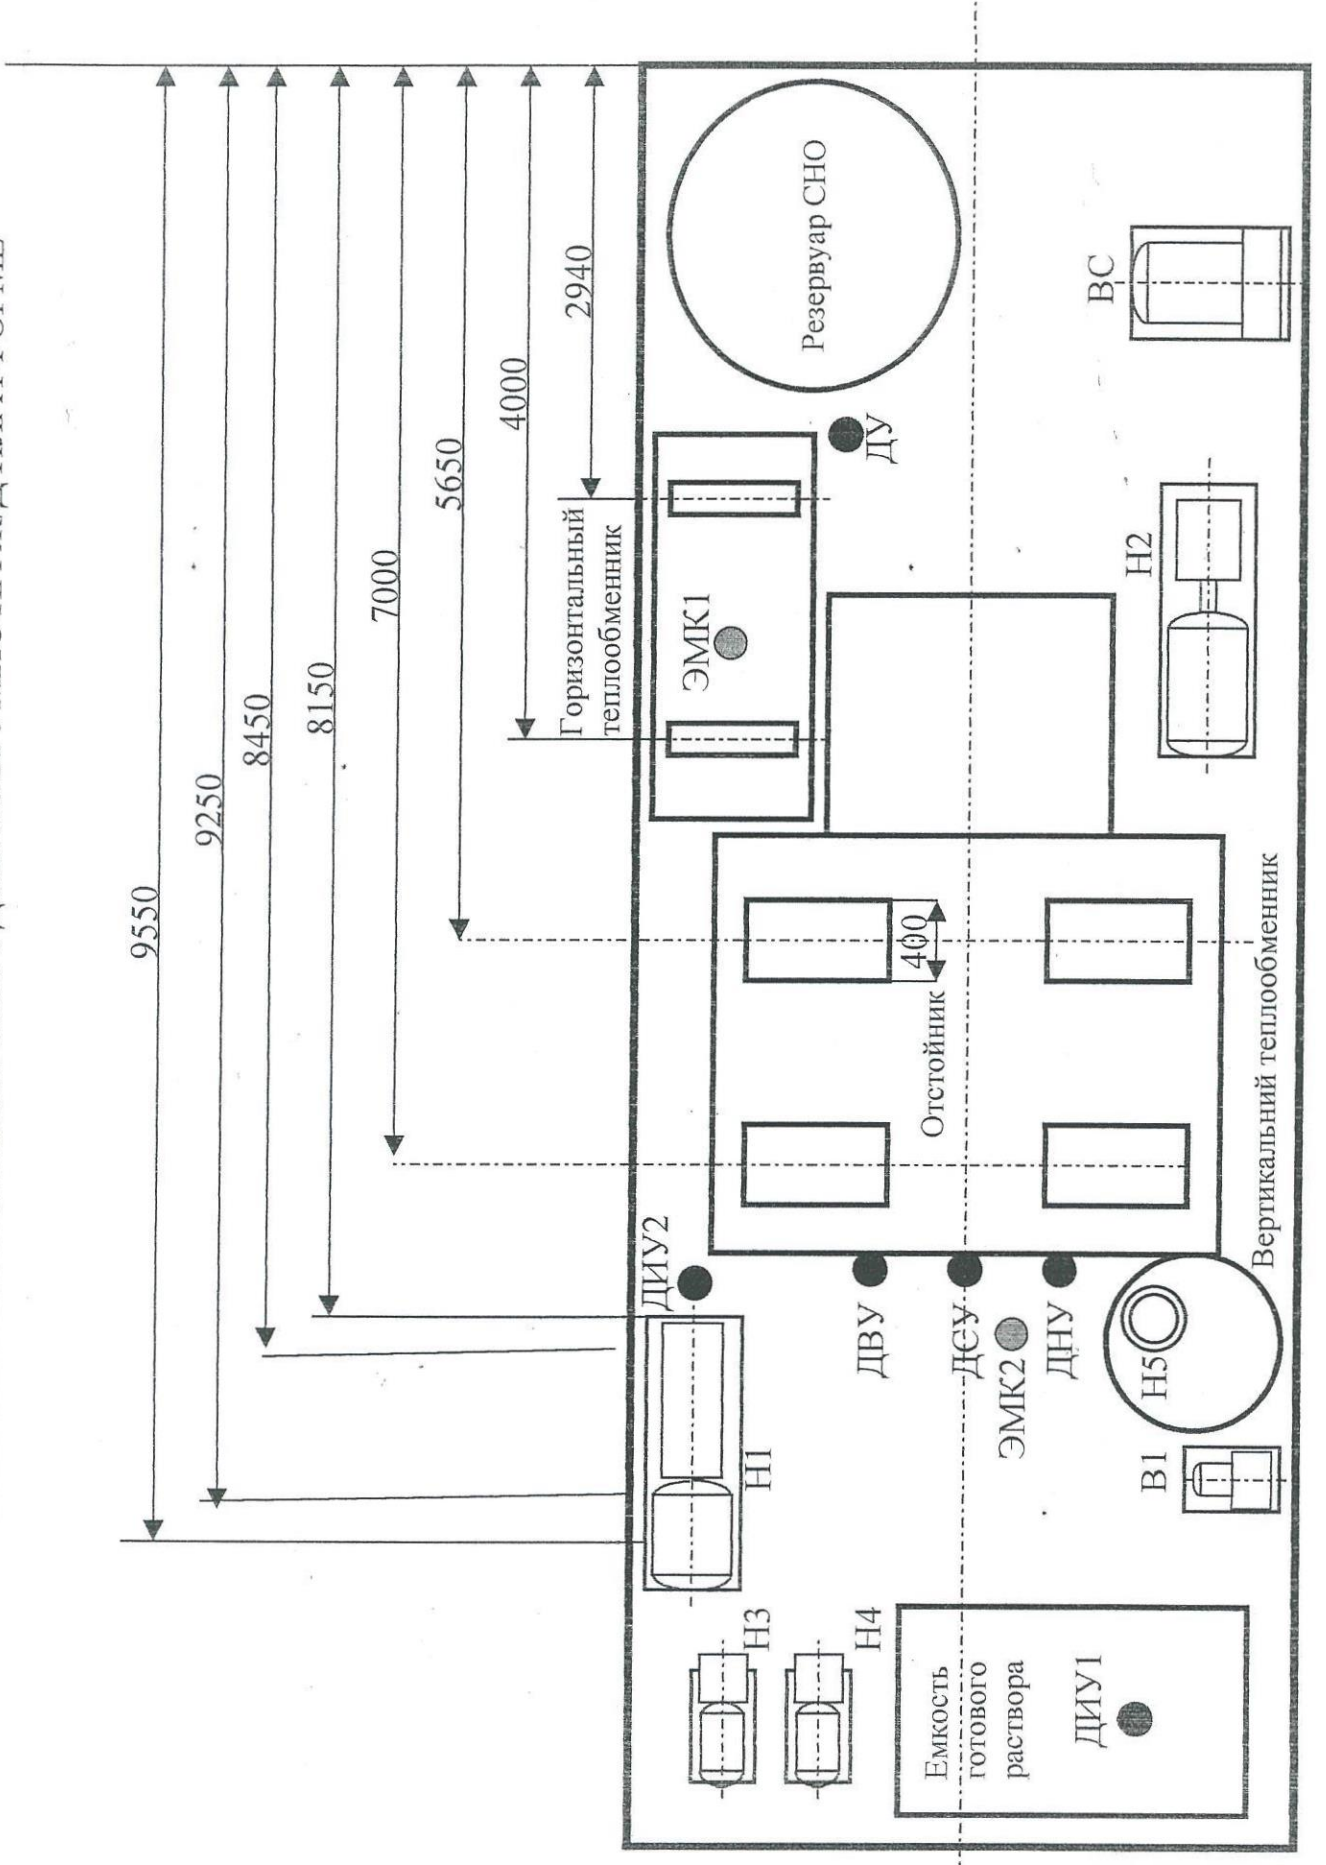 9550
9250
8450
8150
7000
5650
4000
2940
Горизонтальный
теплообменник
ЭМК1
Резервуар СНО
ДУ
ВС
Н2
400
Отстойник
Вертикальний теплообменник
ДИУ2
ДВУ
ДСУ
ДНУ
ЭМК2
Н5
В1
Н1
Н3
Н4
Емкость
готового
раствора
ДИУ1